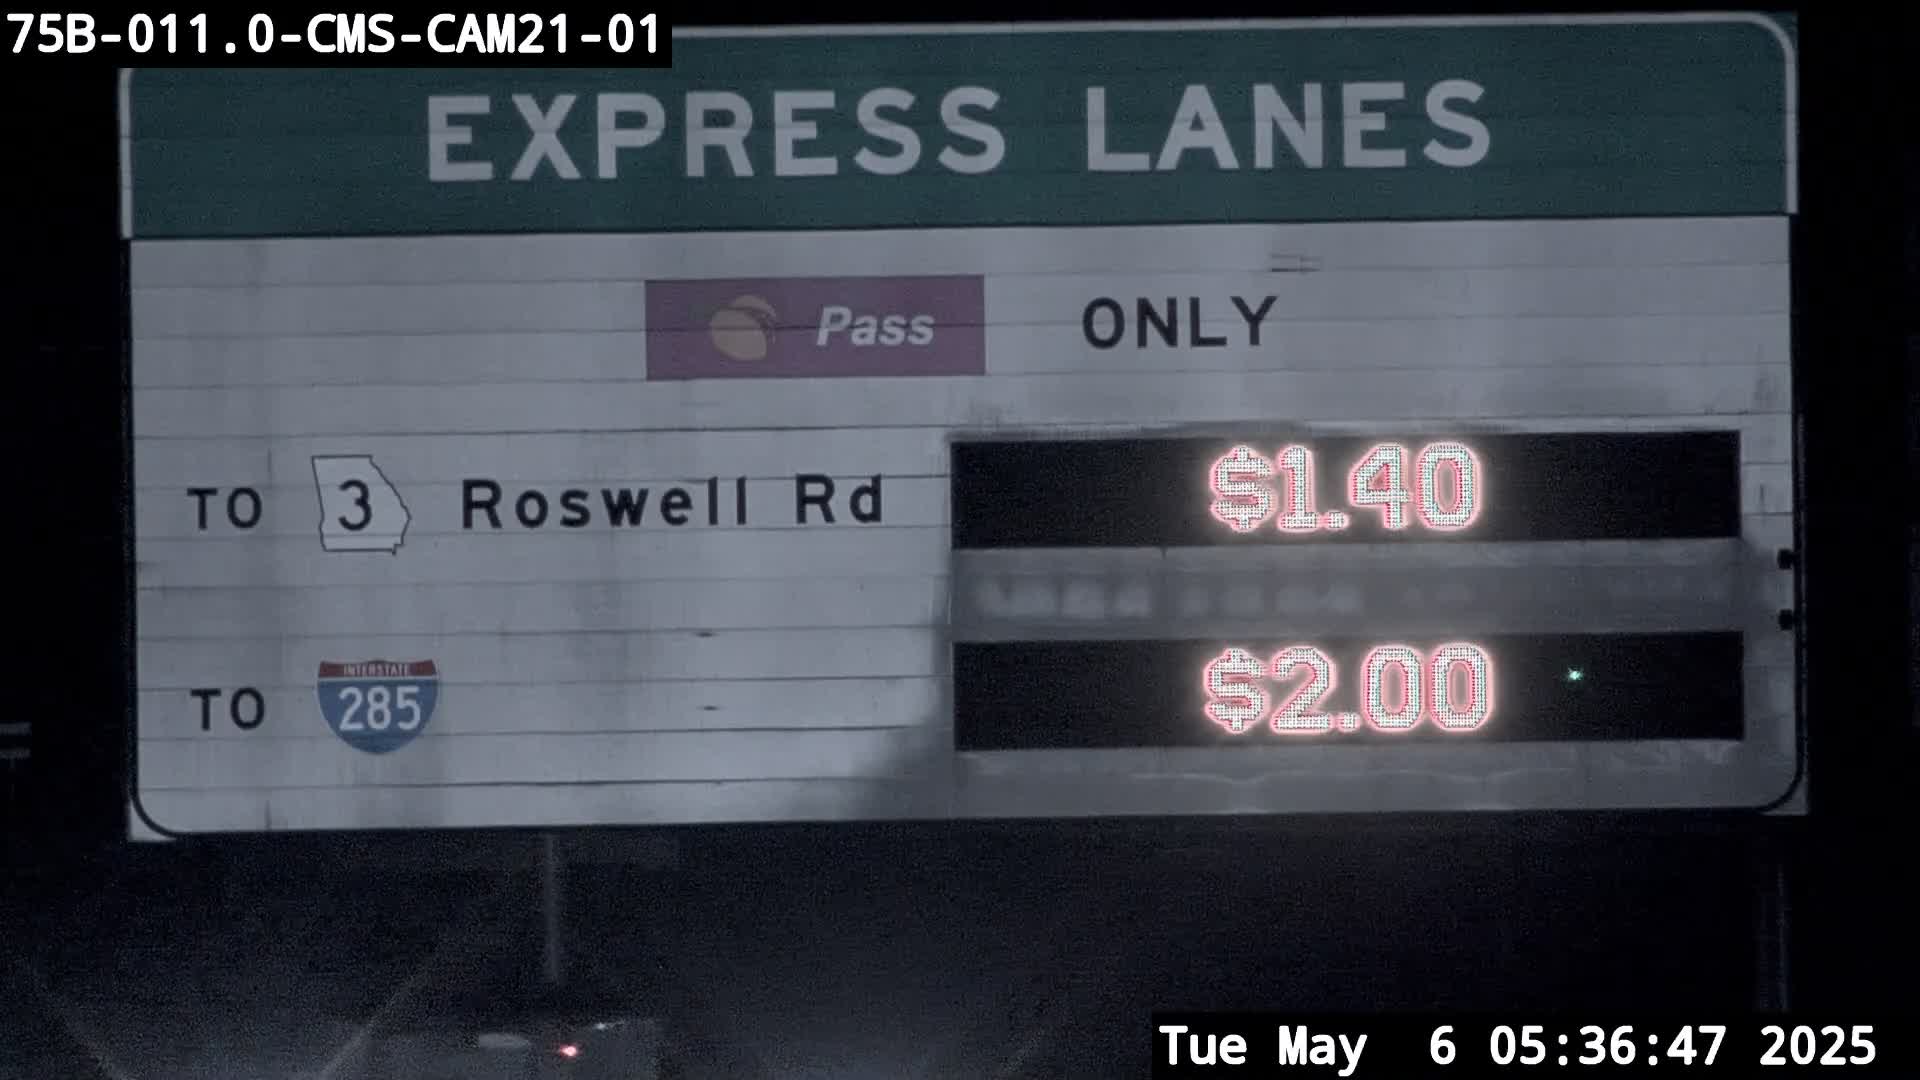 75B-011.0-CMS-CAM21-01
EXPRESS LANES
Pass ONLY
TO 3 Roswell Rd $1.40
INTERSTATE
TO 285 $2.00
Tue May 6 05:36:47 2025